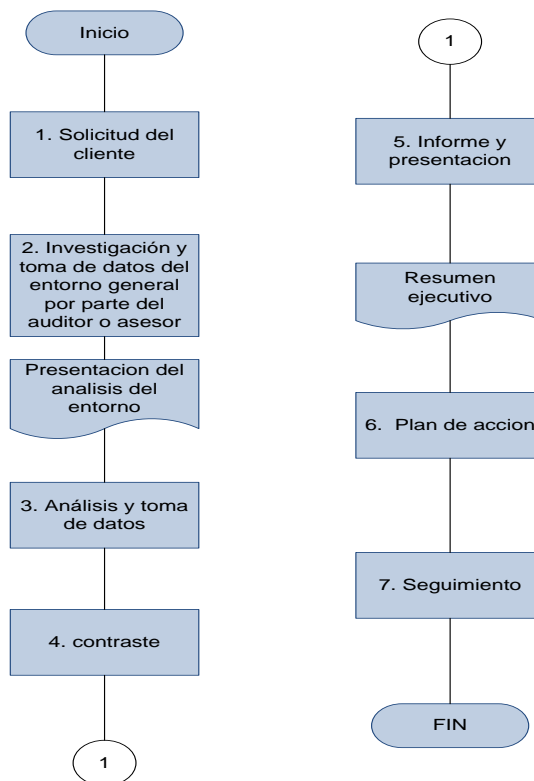 Inicio
1. Solicitud del
cliente
2. Investigación y
toma de datos del
entorno general
por parte del
auditor o asesor
Presentacion del
analisis del
entorno
3. Análisis y toma
de datos
4. contraste
1
1
5. Informe y
presentacion
Resumen
ejecutivo
6. Plan de accion
7. Seguimiento
FIN